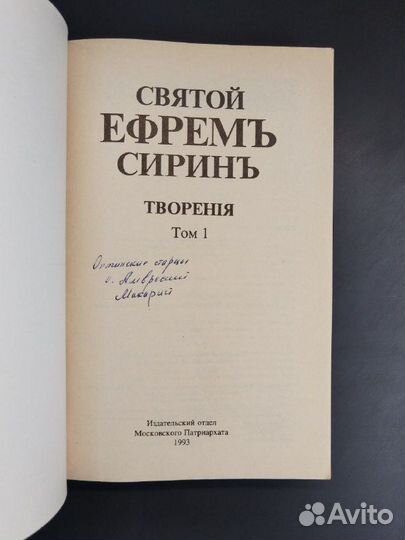 СВЯТОЙ
ЕФРЕМЪ
СИРИНЪ
ТВОРЕНІЯ
Том 1
Оптинские старцы
о. Амвросий
Макарий
Издательский отдел
Московского Патриархата
1993
Avito